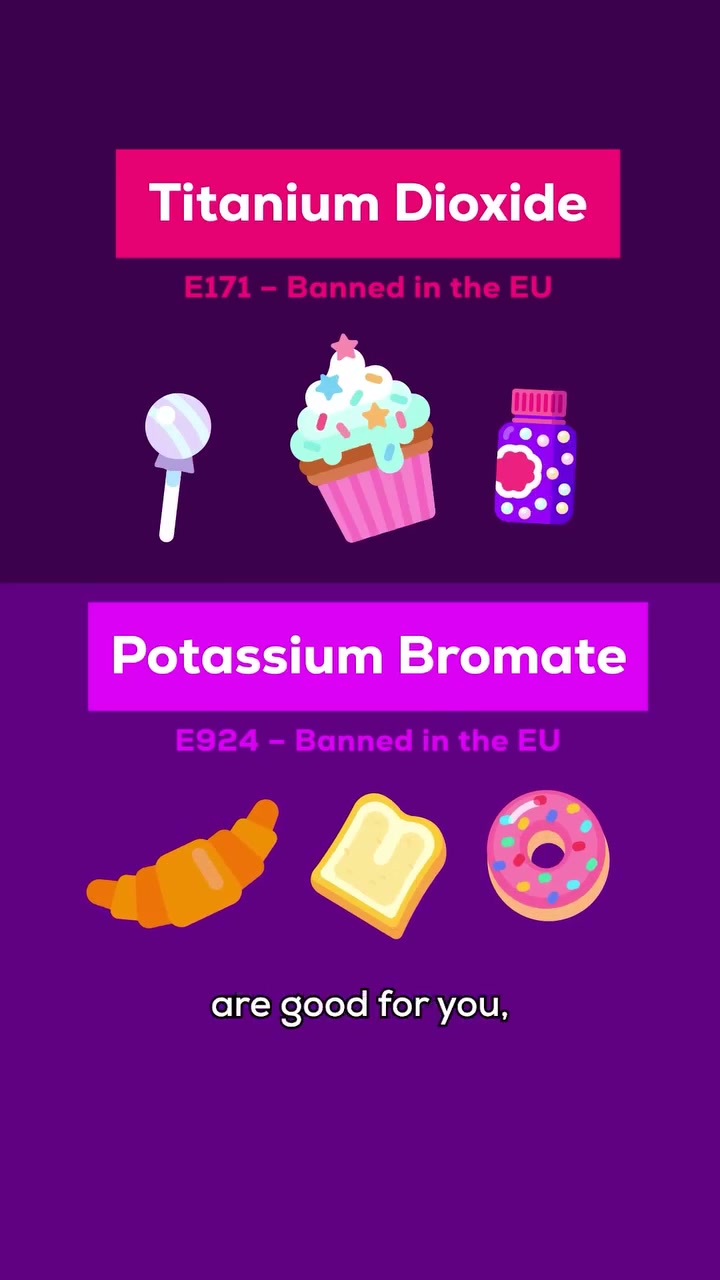 Titanium Dioxide
E171 – Banned in the EU
Potassium Bromate
E924 – Banned in the EU
are good for you,